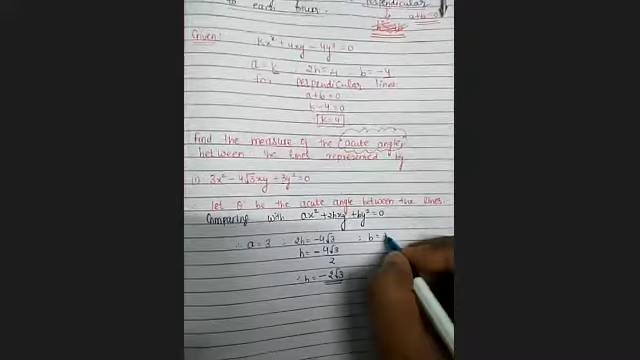 to each other.
perpendicular
a+b=0
Given:
kx² + 4xy - 4y² = 0
a = k 2h = 4 b = -4
for perpendicular lines
a+b=0
k-4=0
k=4
Find the measure of the acute angle
between the lines represented by
(i) 3x² - 4√3xy + 3y² = 0
let θ be the acute angle between the lines
Comparing with ax² + 2hxy + by² = 0
∴ a = 3 ; 2h = -4√3 ; b =
h = -4√3
2
∴ h = -2√3